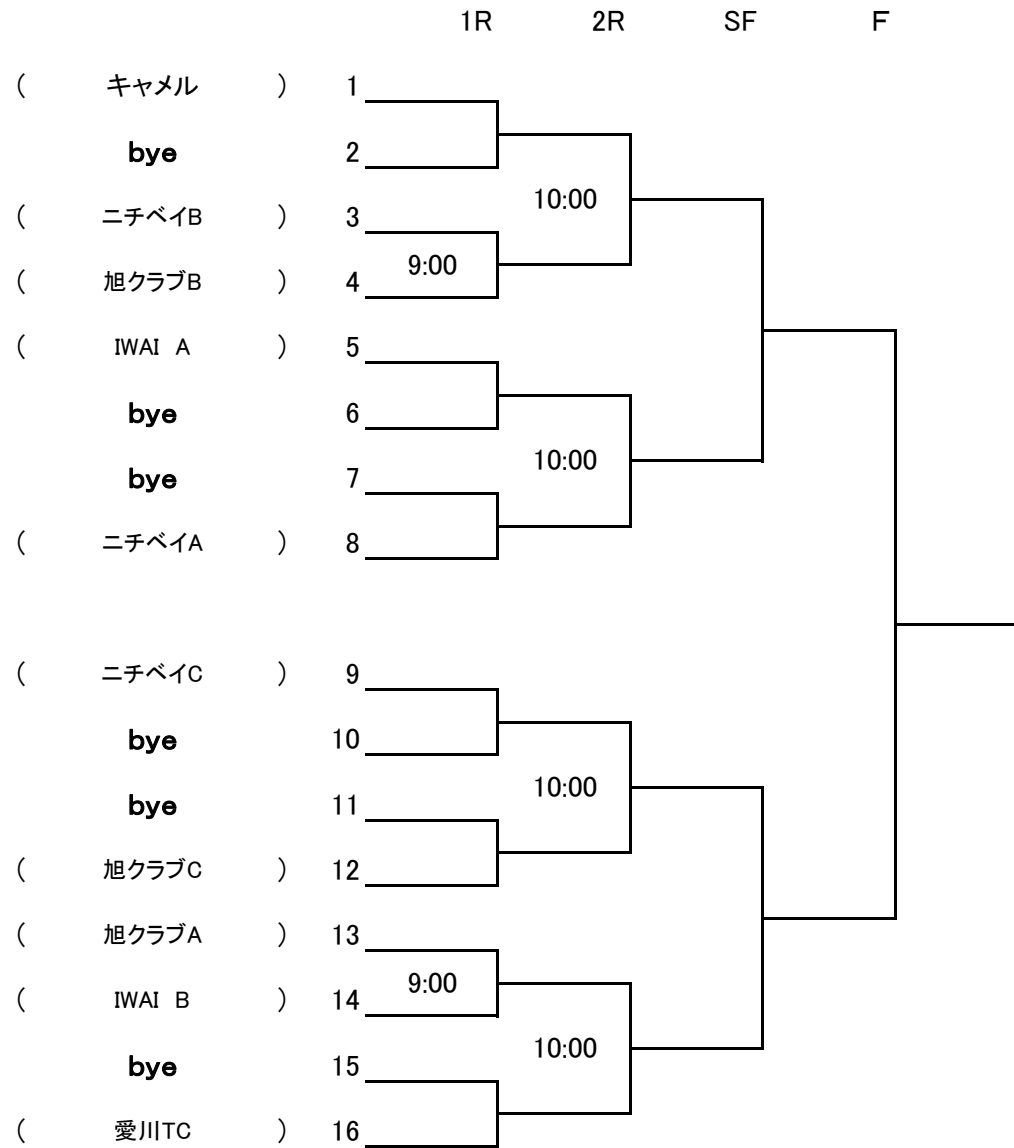 1R 2R SF F
( キャメル ) 1
bye 2
10:00
( ニチベイB ) 3
9:00
( 旭クラブB ) 4
( IWAI A ) 5
bye 6
10:00
bye 7
( ニチベイA ) 8
( ニチベイC ) 9
bye 10
10:00
bye 11
( 旭クラブC ) 12
( 旭クラブA ) 13
9:00
( IWAI B ) 14
10:00
bye 15
( 愛川TC ) 16